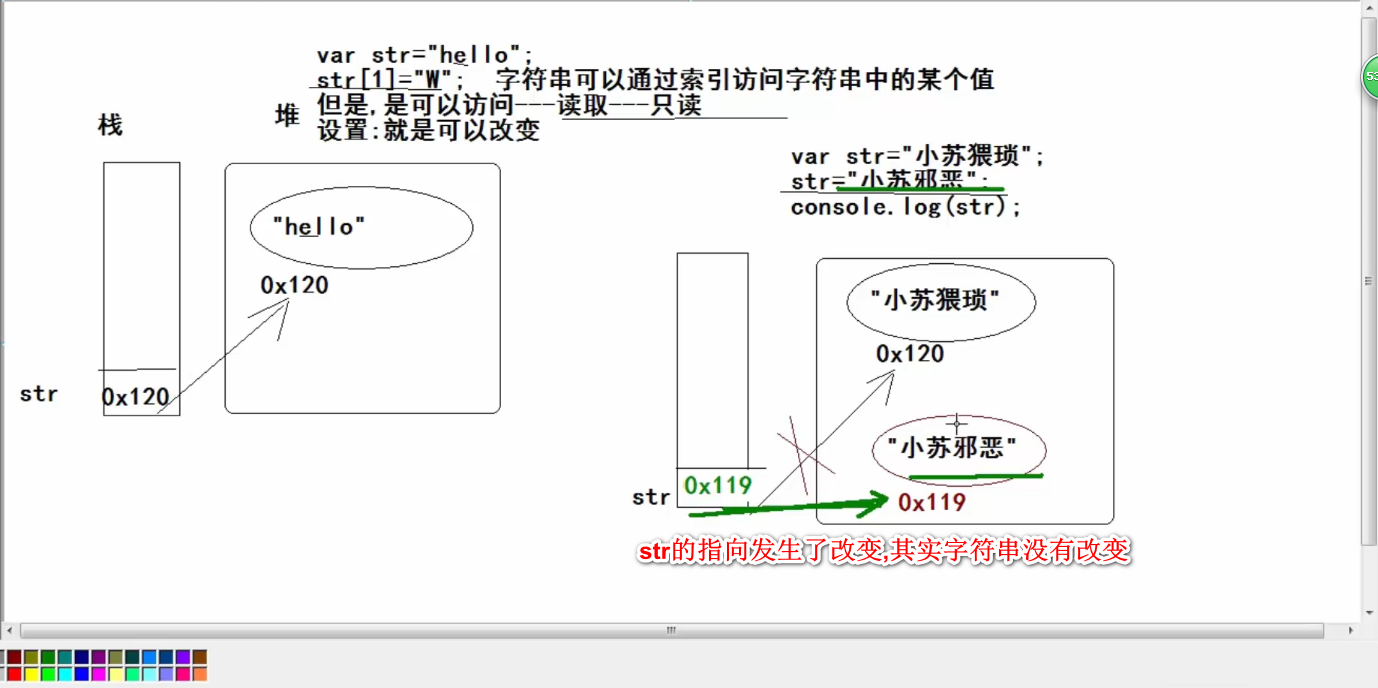 var str="hello";
str[1]="W"; 字符串可以通过索引访问字符串中的某个值
但是,是可以访问---读取---只读
设置:就是可以改变
栈
堆
"hello"
0x120
str
0x120
var str="小苏猥琐";
str="小苏邪恶";
console.log(str);
"小苏猥琐"
0x120
"小苏邪恶"
0x119
str
0x119
str的指向发生了改变,其实字符串没有改变
53